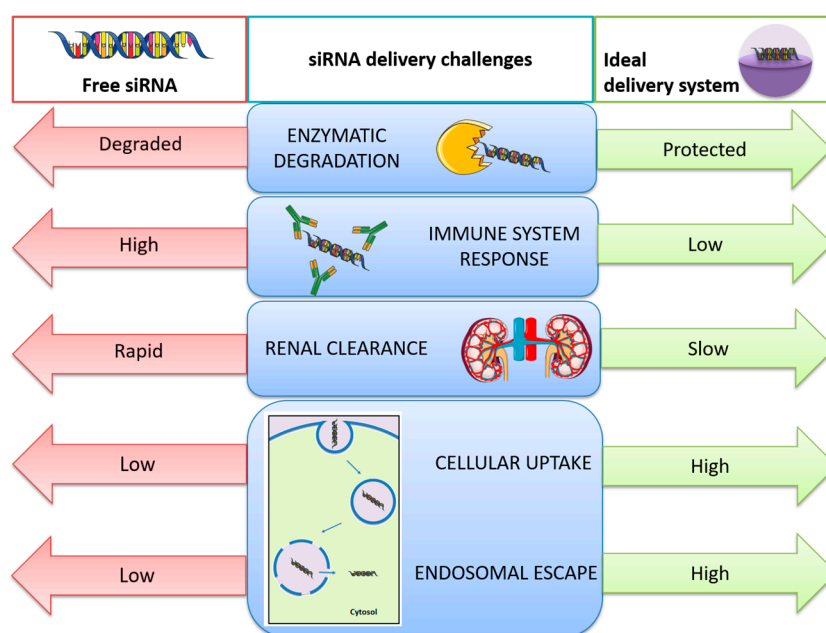 Free siRNA
siRNA delivery challenges
Ideal
delivery system
Degraded
ENZYMATIC
DEGRADATION
Protected
High
IMMUNE SYSTEM
RESPONSE
Low
Rapid
RENAL CLEARANCE
Slow
Low
CELLULAR UPTAKE
High
Low
ENDOSOMAL ESCAPE
High
Cytosol